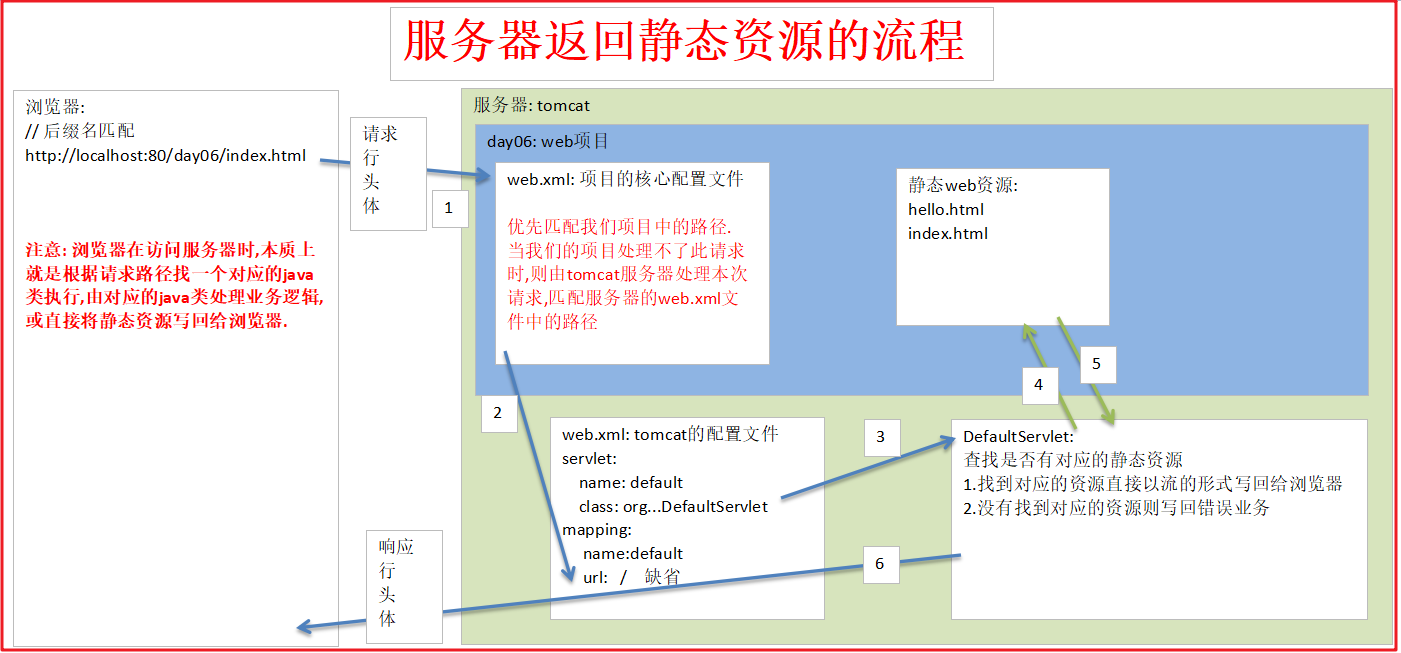 服务器返回静态资源的流程
浏览器:
// 后缀名匹配
http://localhost:80/day06/index.html
注意: 浏览器在访问服务器时,本质上
就是根据请求路径找一个对应的java
类执行,由对应的java类处理业务逻辑,
或直接将静态资源写回给浏览器.
请求
行
头
体
1
服务器: tomcat
day06: web项目
web.xml: 项目的核心配置文件
优先匹配我们项目中的路径.
当我们的项目处理不了此请求
时,则由tomcat服务器处理本次
请求,匹配服务器的web.xml文
件中的路径
静态web资源:
hello.html
index.html
2
web.xml: tomcat的配置文件
servlet:
name: default
class: org...DefaultServlet
mapping:
name:default
url: / 缺省
3
4
5
DefaultServlet:
查找是否有对应的静态资源
1.找到对应的资源直接以流的形式写回给浏览器
2.没有找到对应的资源则写回错误业务
6
响应
行
头
体